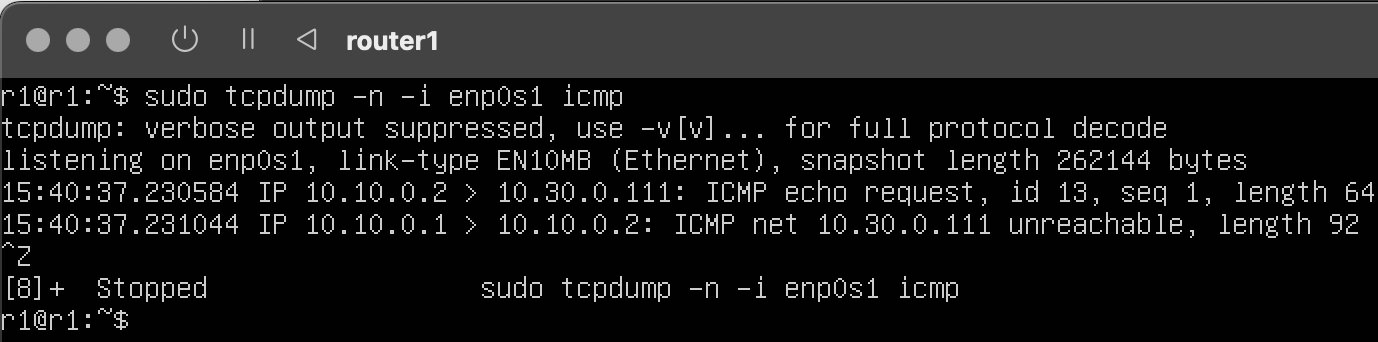 router1
r1@r1:~$ sudo tcpdump -n -i enp0s1 icmp
tcpdump: verbose output suppressed, use -v[v]... for full protocol decode
listening on enp0s1, link-type EN10MB (Ethernet), snapshot length 262144 bytes
15:40:37.230584 IP 10.10.0.2 > 10.30.0.111: ICMP echo request, id 13, seq 1, length 64
15:40:37.231044 IP 10.10.0.1 > 10.10.0.2: ICMP net 10.30.0.111 unreachable, length 92
^Z
[8]+  Stopped                 sudo tcpdump -n -i enp0s1 icmp
r1@r1:~$